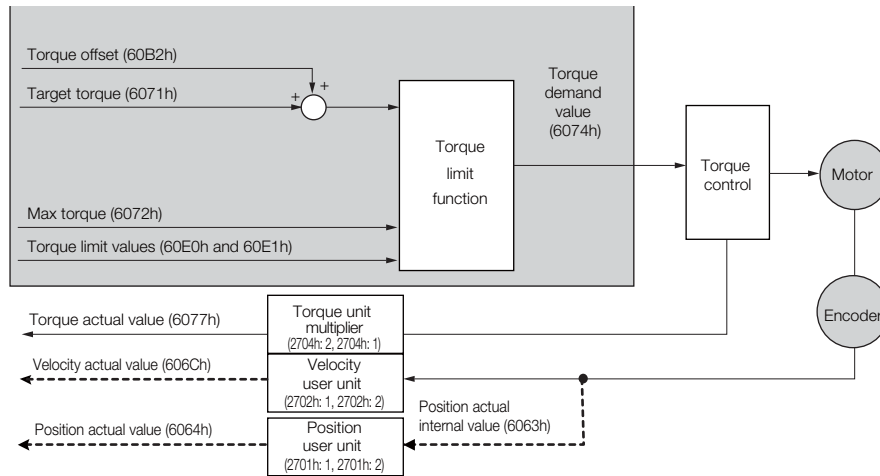 Torque offset (60B2h)
+
Target torque (6071h)
+
Torque
demand
value
(6074h)
Torque
limit
function
Torque
control
Motor
Max torque (6072h)
Torque limit values (60E0h and 60E1h)
Encoder
Torque actual value (6077h)
Torque unit
multiplier
(2704h: 2, 2704h: 1)
Velocity actual value (606Ch)
Velocity
user unit
(2702h: 1, 2702h: 2)
Position actual
internal value (6063h)
Position actual value (6064h)
Position
user unit
(2701h: 1, 2701h: 2)